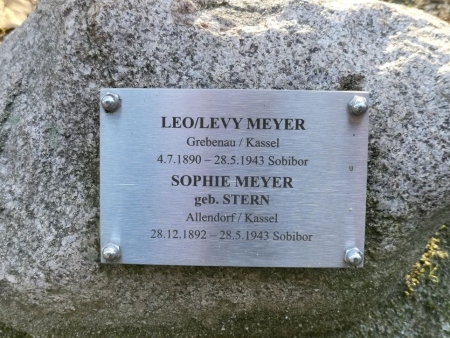 LEO/LEVY MEYER
Grebenau / Kassel
4.7.1890 – 28.5.1943 Sobibor
SOPHIE MEYER
geb. STERN
Allendorf / Kassel
28.12.1892 – 28.5.1943 Sobibor